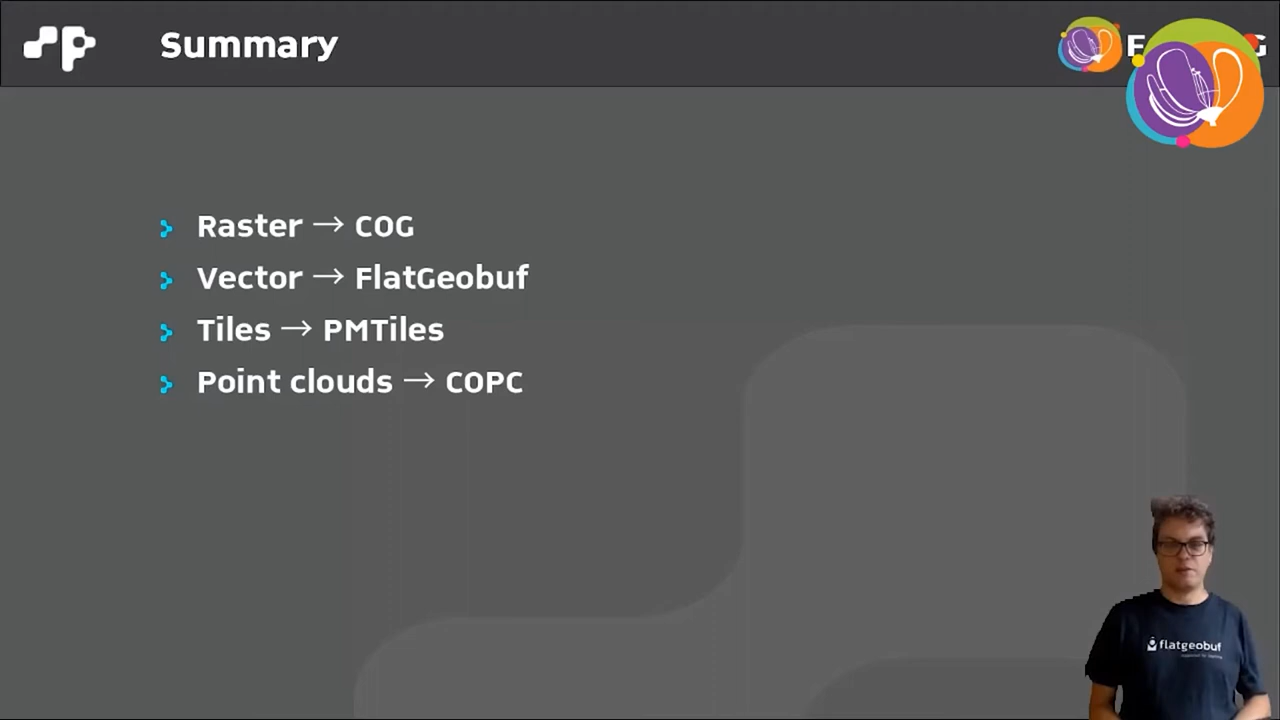 Summary
Raster → COG
Vector → FlatGeobuf
Tiles → PMTiles
Point clouds → COPC
flatgeobuf